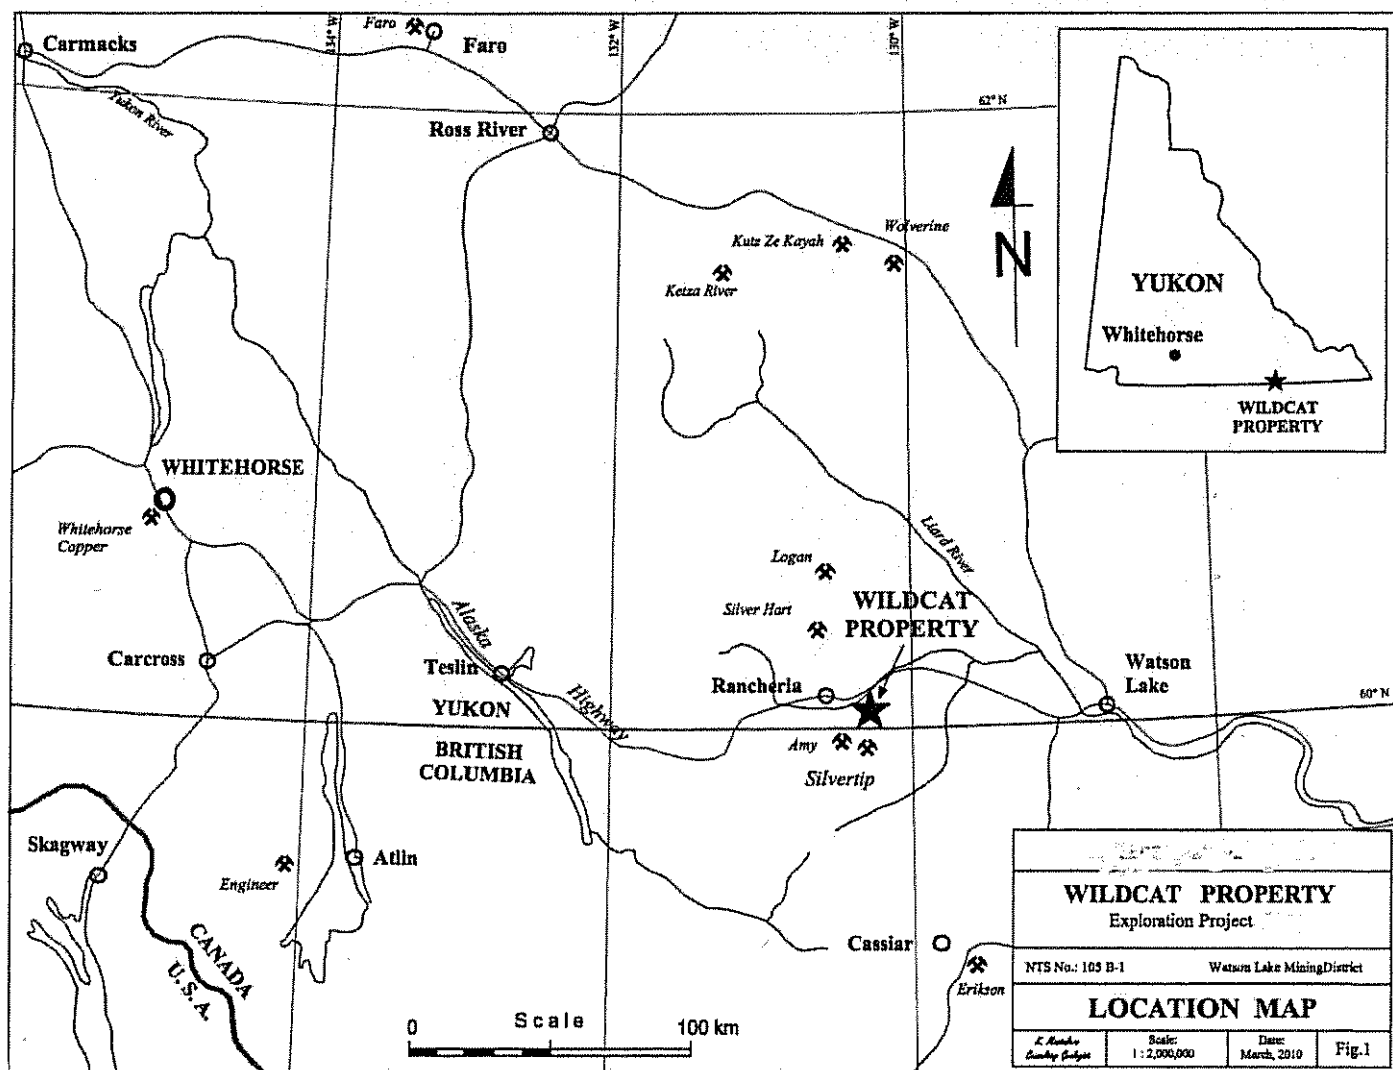 Faro
Faro
Carmacks
134° W
132° W
130° W
62° N
Yukon River
Ross River
N
Kutz Ze Kayah
Wolverine
Ketza River
YUKON
Whitehorse
WILDCAT
PROPERTY
WHITEHORSE
Whitehorse
Copper
Liard River
Logan
Silver Hart
WILDCAT
PROPERTY
Carcross
Alaska
Highway
Teslin
Rancheria
Watson
Lake
60° N
YUKON
BRITISH
COLUMBIA
Amy
Silvertip
Skagway
Engineer
Atlin
CANADA
U. S. A.
Cassiar
Erikson
0 Scale 100 km
WILDCAT PROPERTY
Exploration Project
NTS No.: 105 B-1 Watson Lake MiningDistrict
LOCATION MAP
Scale:
1 : 2,000,000
Date:
March, 2010
Fig.1